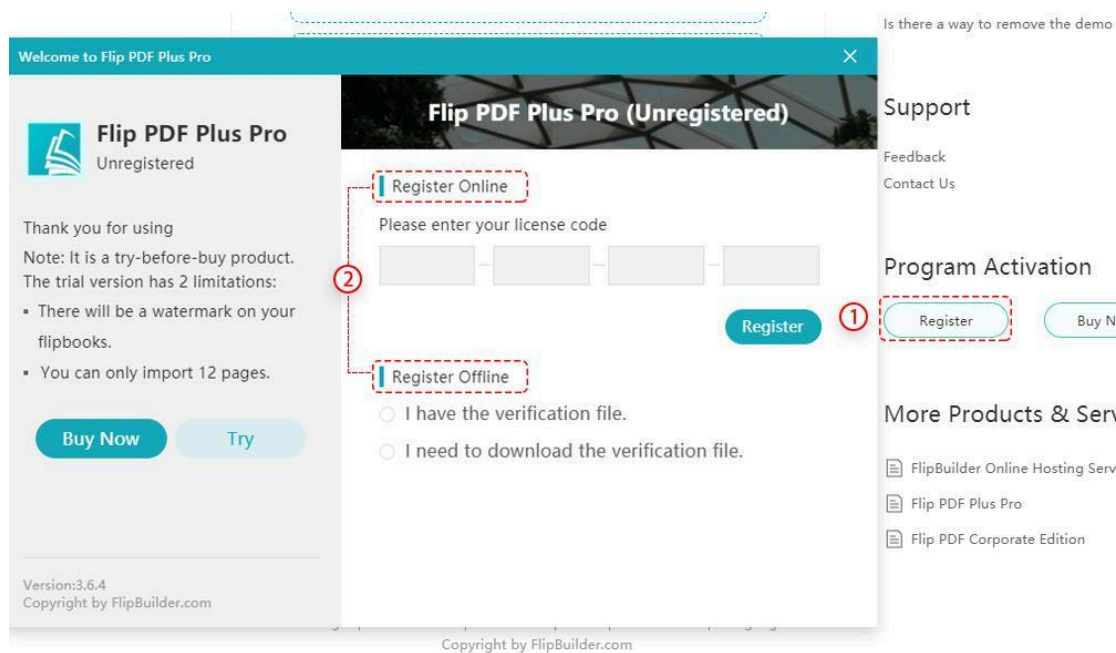 Is there a way to remove the demo
Welcome to Flip PDF Plus Pro
Flip PDF Plus Pro
Unregistered
Thank you for using
Note: It is a try-before-buy product.
The trial version has 2 limitations:
▪ There will be a watermark on your
flipbooks.
▪ You can only import 12 pages.
Buy Now Try
Version:3.6.4
Copyright by FlipBuilder.com
Flip PDF Plus Pro (Unregistered)
Register Online
Please enter your license code
2
Register
Register Offline
I have the verification file.
I need to download the verification file.
Support
Feedback
Contact Us
Program Activation
1 Register Buy N
More Products & Serv
FlipBuilder Online Hosting Serv
Flip PDF Plus Pro
Flip PDF Corporate Edition
Copyright by FlipBuilder.com